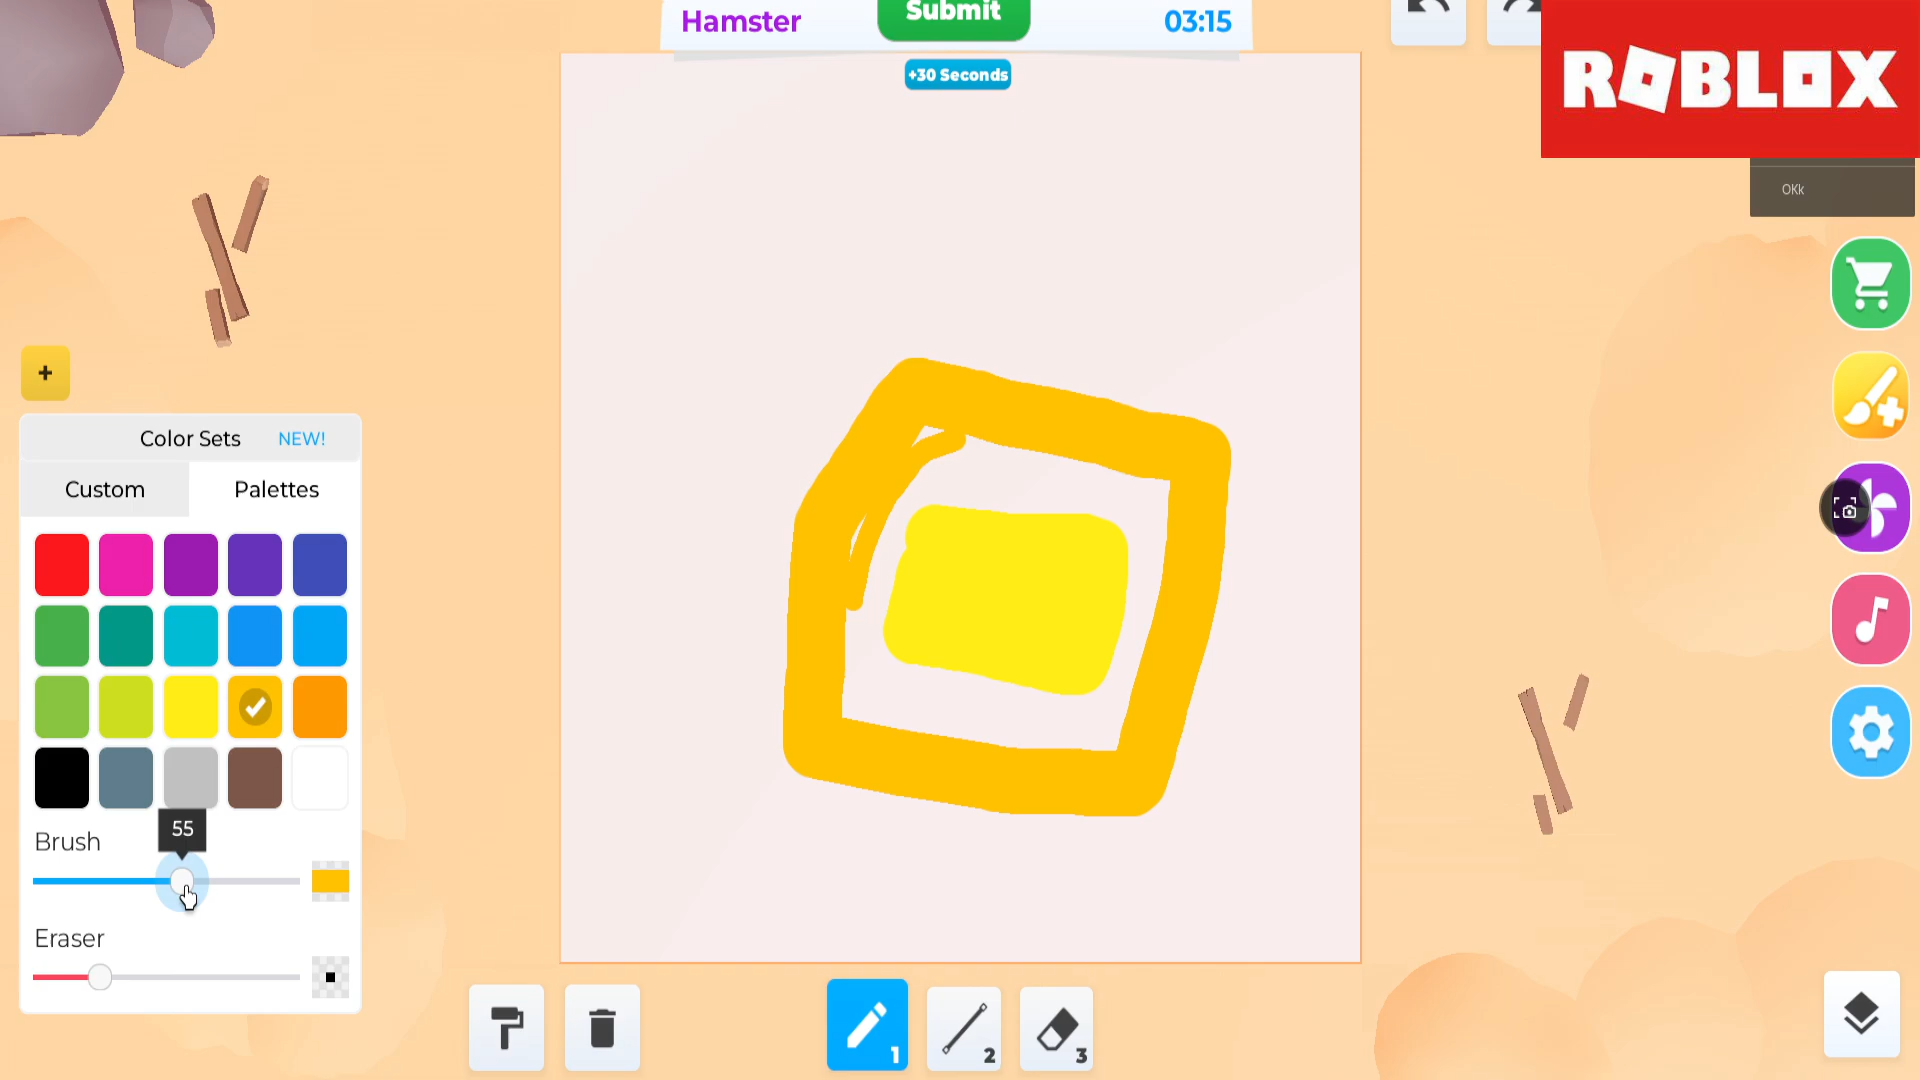 Hamster
Submit
03:15
+30 Seconds
ROBLOX
OKk
+
Color Sets
NEW!
Custom
Palettes
Brush
55
Eraser
1
2
3